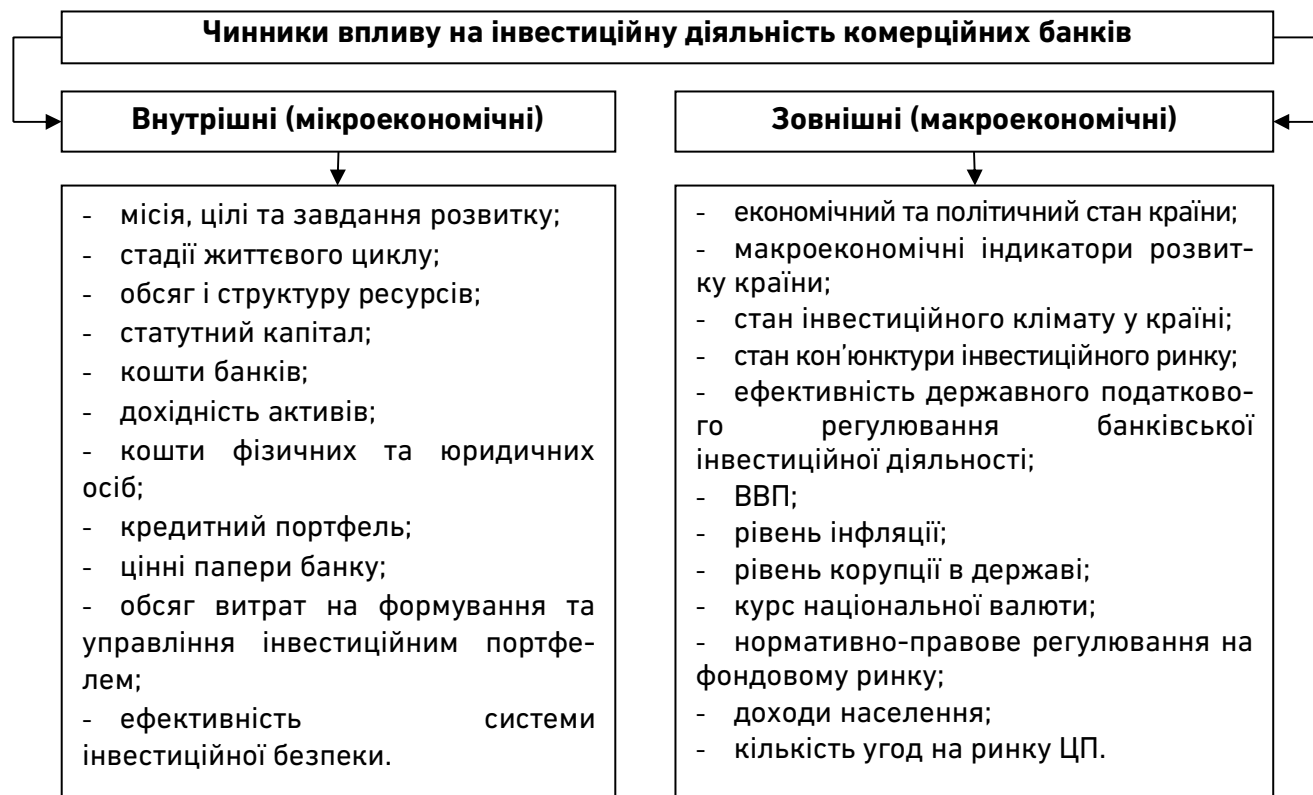 Чинники впливу на інвестиційну діяльність комерційних банків
Внутрішні (мікроекономічні)
- місія, цілі та завдання розвитку;
- стадії життєвого циклу;
- обсяг і структуру ресурсів;
- статутний капітал;
- кошти банків;
- дохідність активів;
- кошти фізичних та юридичних
осіб;
- кредитний портфель;
- цінні папери банку;
- обсяг витрат на формування та
управління інвестиційним портфе-
лем;
- ефективність системи
інвестиційної безпеки.
Зовнішні (макроекономічні)
- економічний та політичний стан країни;
- макроекономічні індикатори розвит-
ку країни;
- стан інвестиційного клімату у країні;
- стан кон’юнктури інвестиційного ринку;
- ефективність державного податково-
го регулювання банківської
інвестиційної діяльності;
- ВВП;
- рівень інфляції;
- рівень корупції в державі;
- курс національної валюти;
- нормативно-правове регулювання на
фондовому ринку;
- доходи населення;
- кількість угод на ринку ЦП.